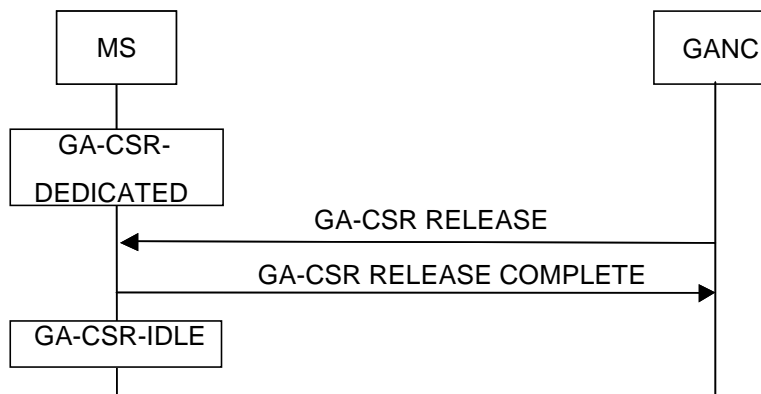 MS
GANC
GA-CSR-
DEDICATED
GA-CSR RELEASE
GA-CSR RELEASE COMPLETE
GA-CSR-IDLE